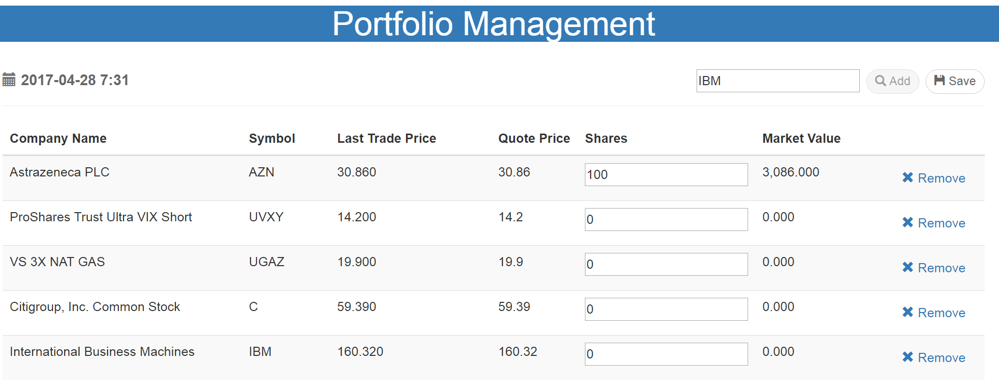 Portfolio Management
2017-04-28 7:31 IBM Add Save
Company Name Symbol Last Trade Price Quote Price Shares Market Value
Astrazeneca PLC AZN 30.860 30.86 100 3,086.000 Remove
ProShares Trust Ultra VIX Short UVXY 14.200 14.2 0 0.000 Remove
VS 3X NAT GAS UGAZ 19.900 19.9 0 0.000 Remove
Citigroup, Inc. Common Stock C 59.390 59.39 0 0.000 Remove
International Business Machines IBM 160.320 160.32 0 0.000 Remove